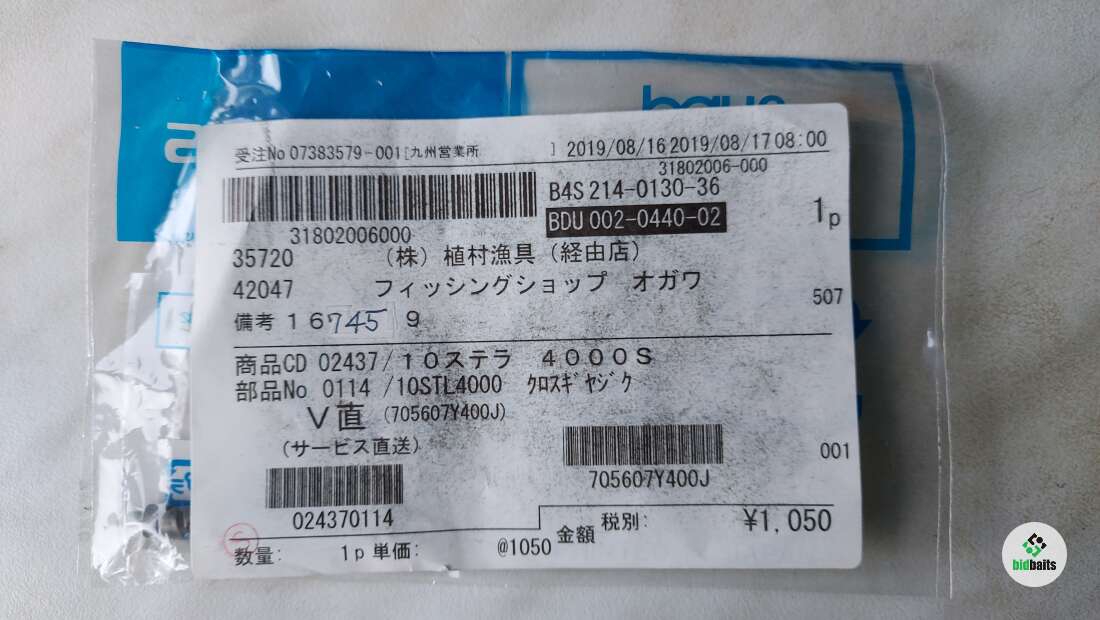 受注No 07383579-001[九州営業所 ] 2019/08/16 2019/08/17 08:00
31802006-000
B4S 214-0130-36
BDU 002-0440-02
1p
31802006000
35720 (株) 植村漁具 (経由店)
42047 フィッシングショップ オガワ
507
備考 16745 9
商品CD 02437/10ステラ 4000S
部品No 0114 /10STL4000 ｸﾛｽｷﾞﾔｼﾞｸ
V直 (705607Y400J)
(サービス直送)
001
705607Y400J
024370114
数量: 1p 単価: @1050 金額 税別: ¥1,050
bidbaits